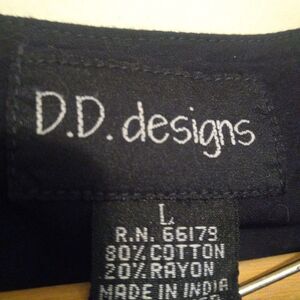 D.D. designs
L
R.N. 66179
80% COTTON
20% RAYON
MADE IN INDIA